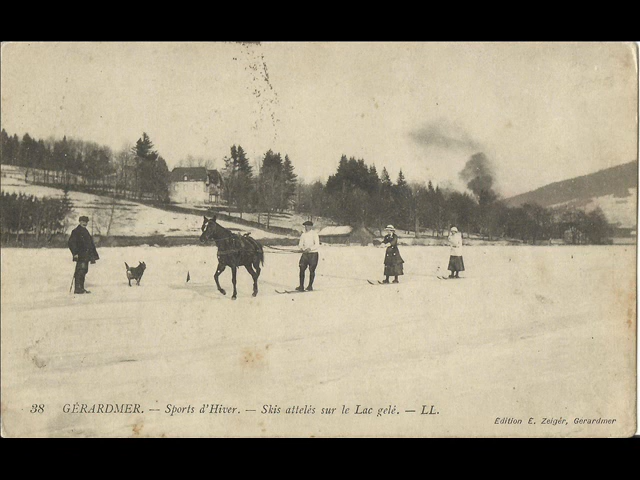 38 GÉRARDMER. — Sports d'Hiver. — Skis attelés sur le Lac gelé. — LL.
Edition E. Zeiger, Gerardmer